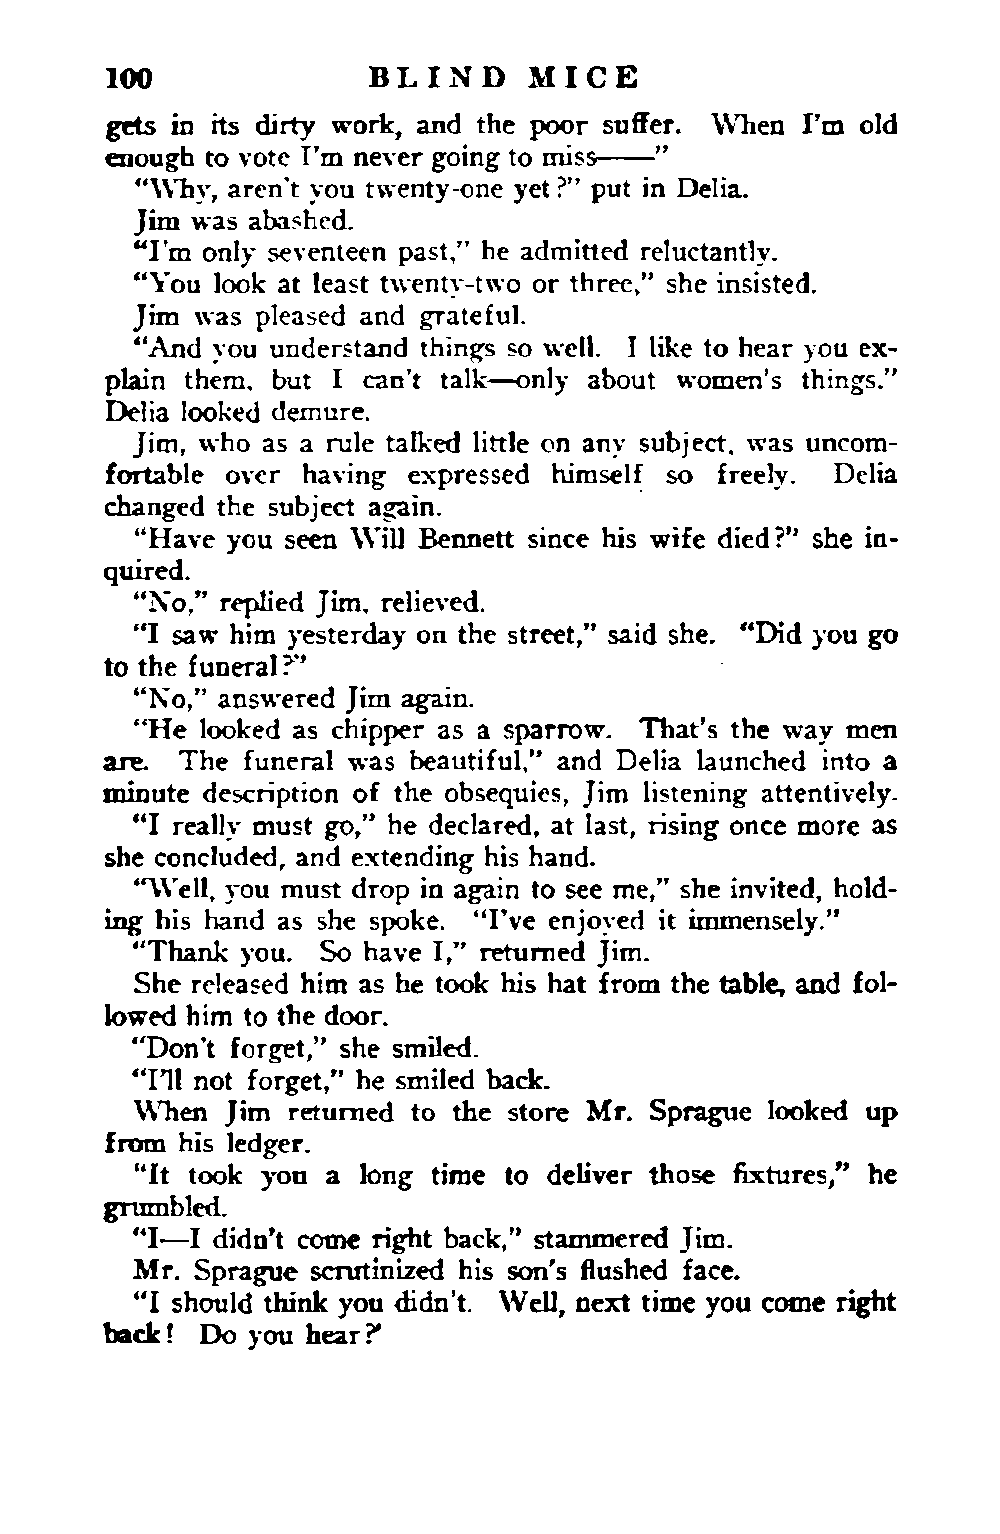 100 BLIND MICE
gets in its dirty work, and the poor suffer. When I'm old
enough to vote I'm never going to miss——"
"Why, aren't you twenty-one yet?" put in Delia.
Jim was abashed.
"I'm only seventeen past," he admitted reluctantly.
"You look at least twenty-two or three," she insisted.
Jim was pleased and grateful.
"And you understand things so well. I like to hear you ex-
plain them, but I can't talk—only about women's things."
Delia looked demure.
Jim, who as a rule talked little on any subject, was uncom-
fortable over having expressed himself so freely. Delia
changed the subject again.
"Have you seen Will Bennett since his wife died?" she in-
quired.
"No," replied Jim, relieved.
"I saw him yesterday on the street," said she. "Did you go
to the funeral?"
"No," answered Jim again.
"He looked as chipper as a sparrow. That's the way men
are. The funeral was beautiful," and Delia launched into a
minute description of the obsequies, Jim listening attentively.
"I really must go," he declared, at last, rising once more as
she concluded, and extending his hand.
"Well, you must drop in again to see me," she invited, hold-
ing his hand as she spoke. "I've enjoyed it immensely."
"Thank you. So have I," returned Jim.
She released him as he took his hat from the table, and fol-
lowed him to the door.
"Don't forget," she smiled.
"I'll not forget," he smiled back.
When Jim returned to the store Mr. Sprague looked up
from his ledger.
"It took you a long time to deliver those fixtures," he
grumbled.
"I—I didn't come right back," stammered Jim.
Mr. Sprague scrutinized his son's flushed face.
"I should think you didn't. Well, next time you come right
back! Do you hear?"